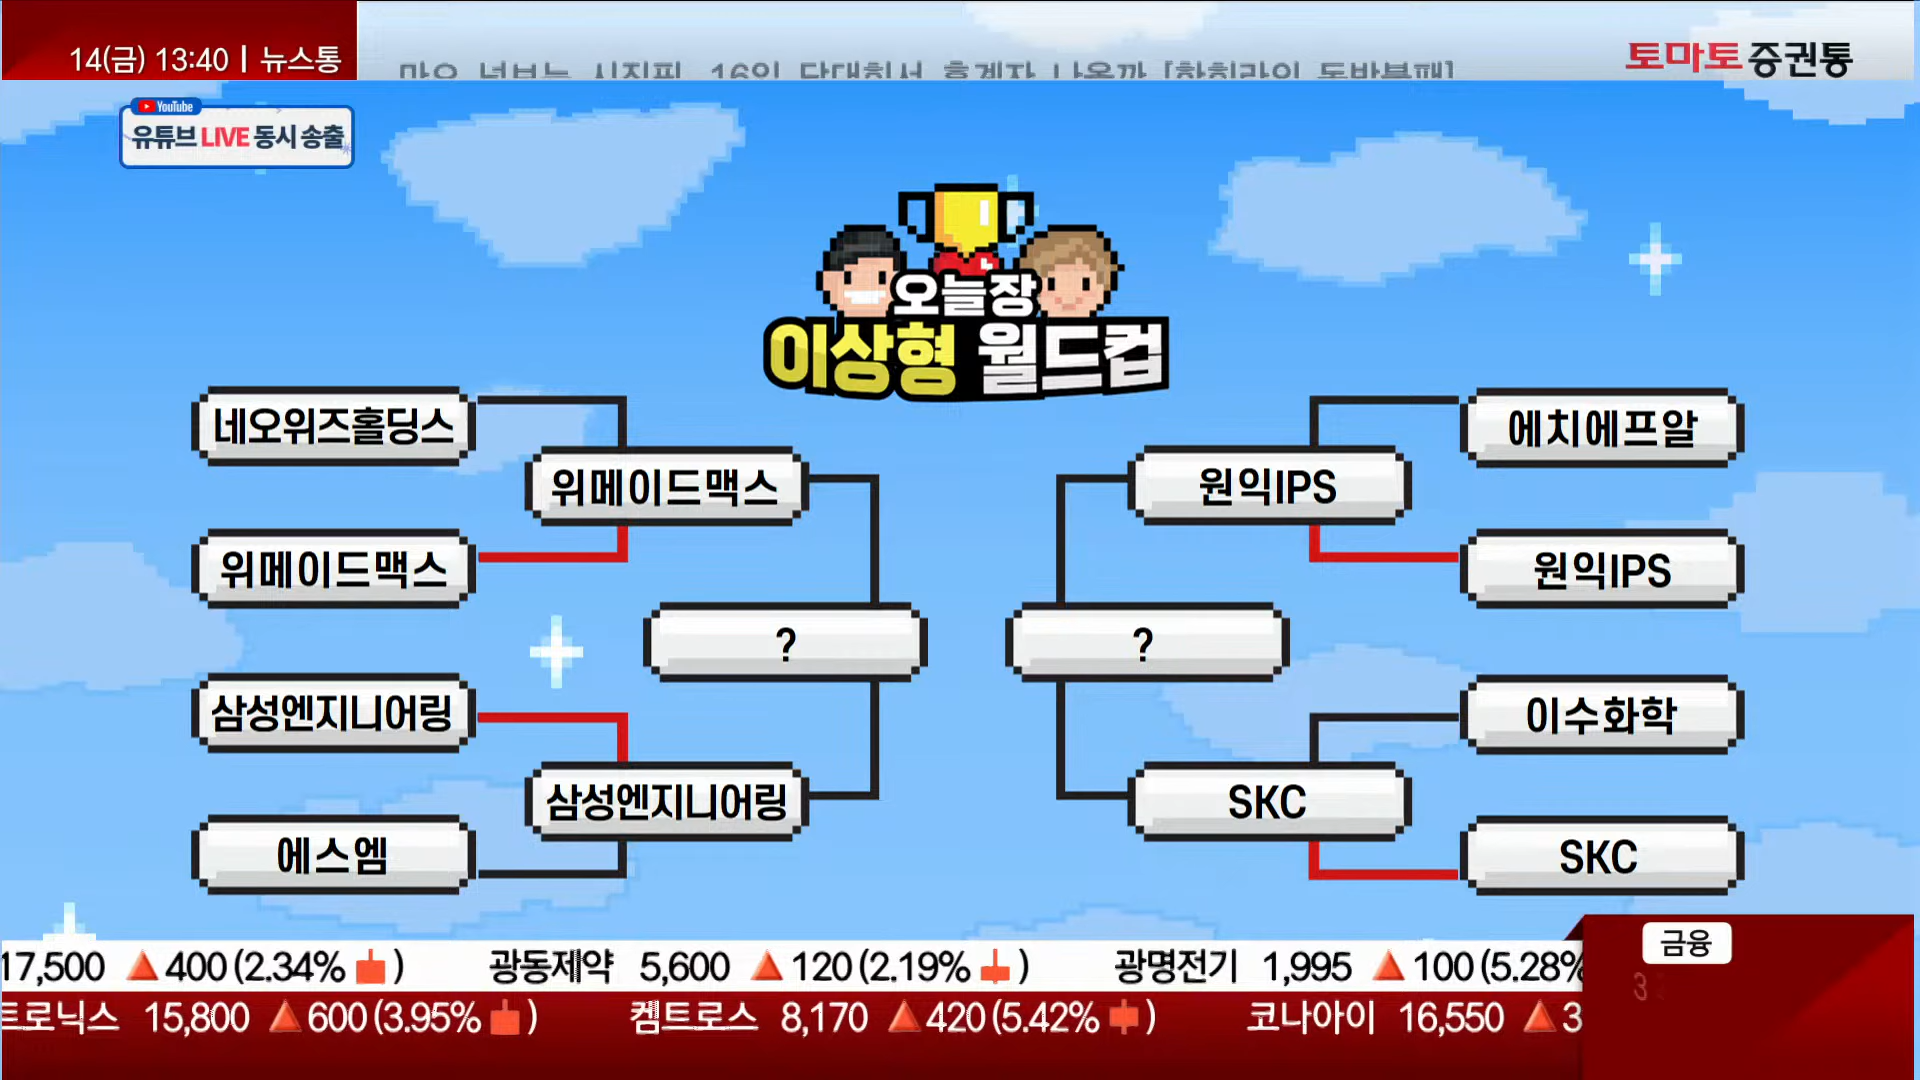 14(금) 13:40 | 뉴스통
토마토증권통
YouTube
유튜브 LIVE 동시 송출
오늘장
이상형 월드컵
네오위즈홀딩스
위메이드맥스
위메이드맥스
삼성엔지니어링
삼성엔지니어링
에스엠
?
?
에치에프알
원익IPS
원익IPS
이수화학
SKC
SKC
17,500 ▲400(2.34% ) 광동제약 5,600 ▲120(2.19% ) 광명전기 1,995 ▲100(5.28%
금융
트로닉스 15,800 ▲600(3.95% ) 켐트로스 8,170 ▲420(5.42% ) 코나아이 16,550 ▲3